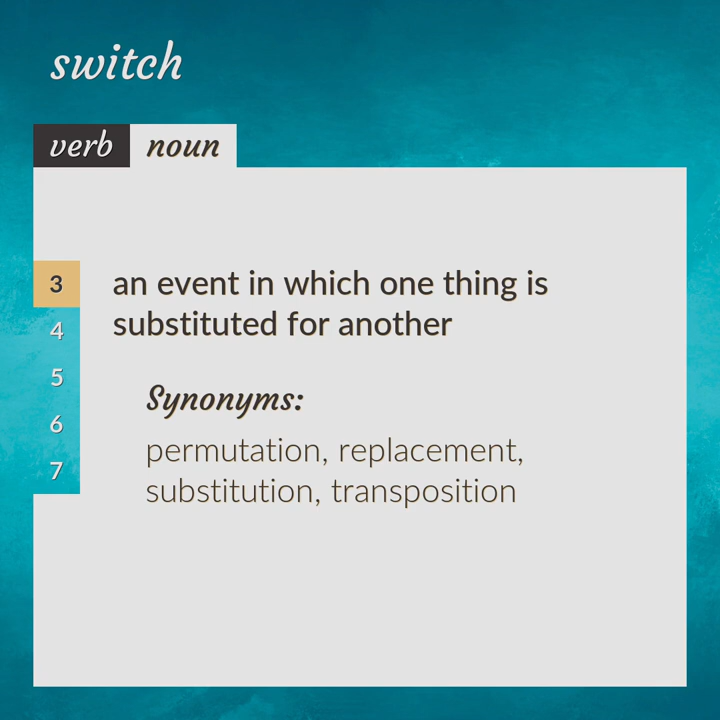 switch
verb noun
3 an event in which one thing is
4 substituted for another
5
Synonyms:
6 permutation, replacement,
7 substitution, transposition